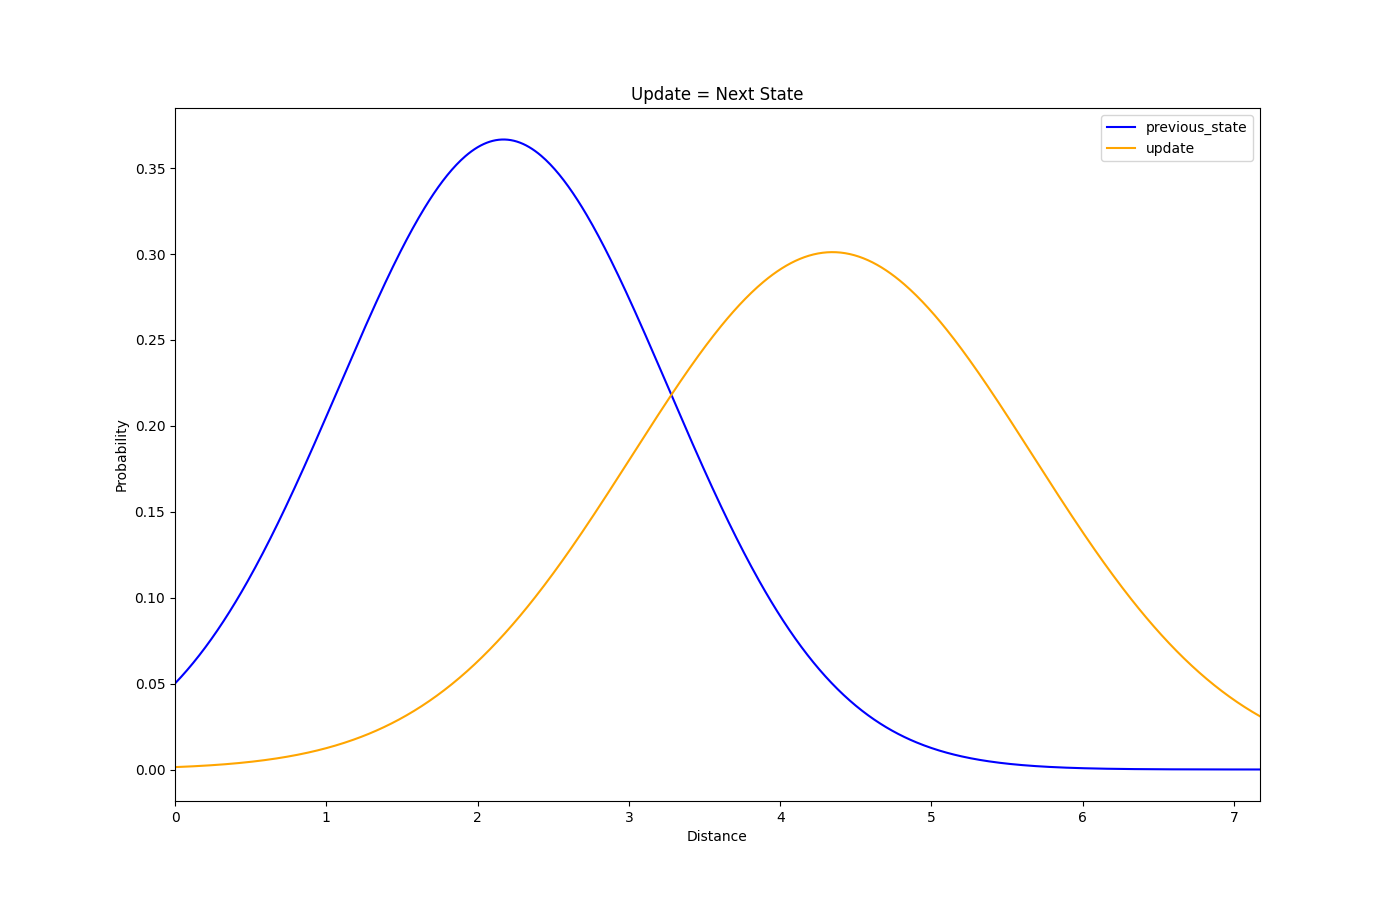 Update = Next State
previous_state
update
0.35
0.30
0.25
0.20
0.15
0.10
0.05
0.00
Probability
0 1 2 3 4 5 6 7
Distance